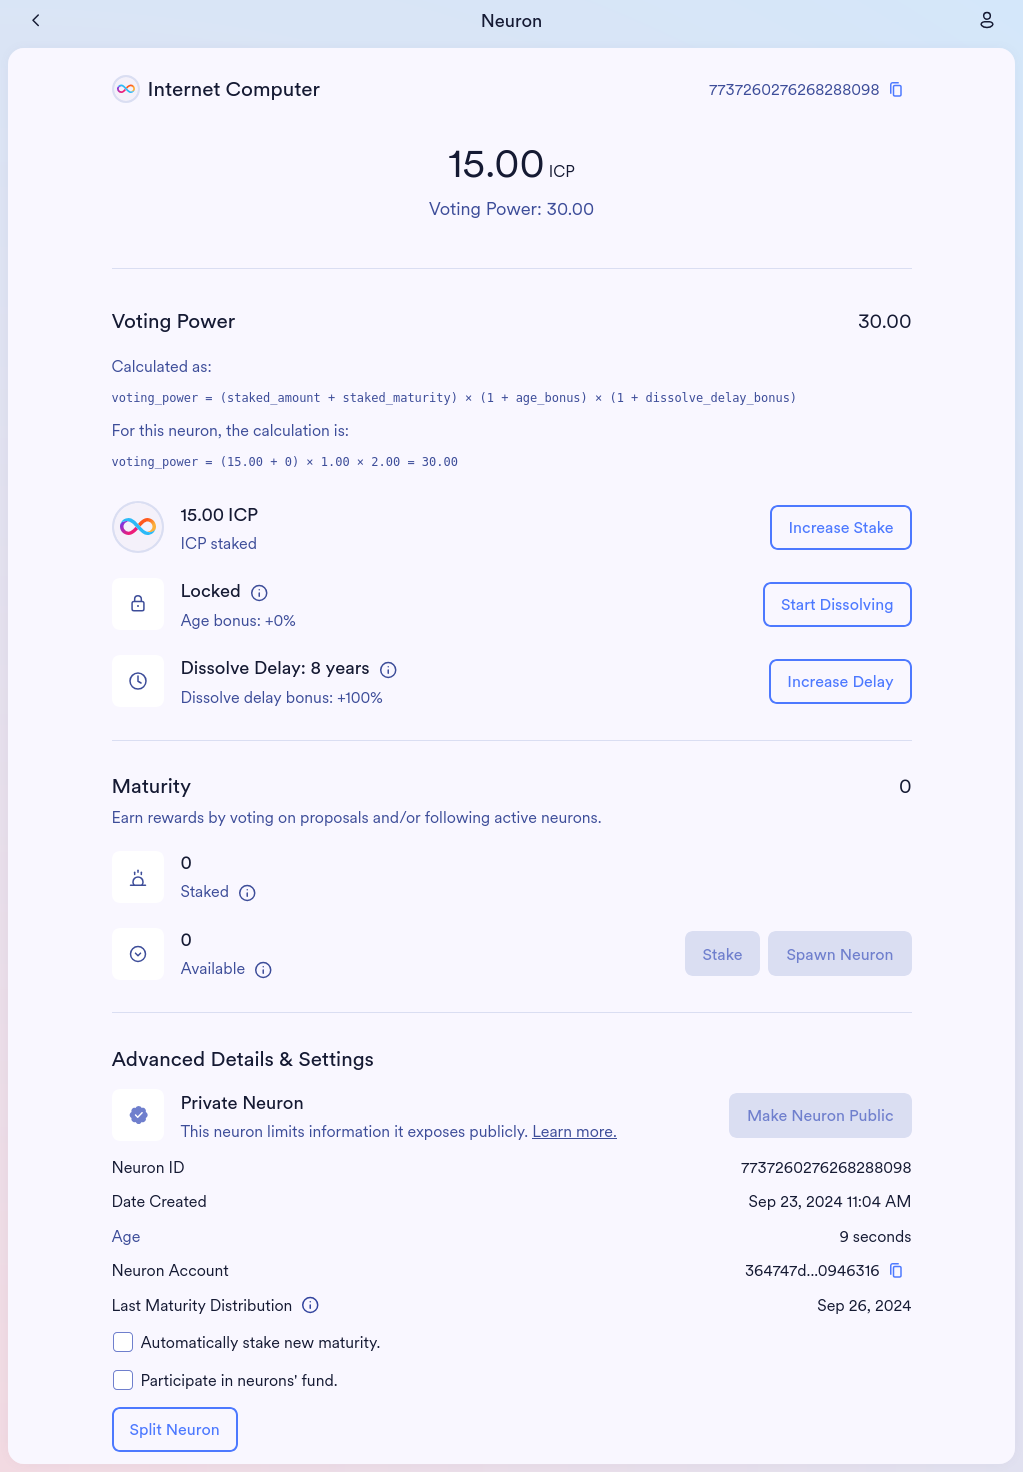 Neuron
Internet Computer 7737260276268288098
15.00 ICP
Voting Power: 30.00
Voting Power 30.00
Calculated as:
voting_power = (staked_amount + staked_maturity) × (1 + age_bonus) × (1 + dissolve_delay_bonus)
For this neuron, the calculation is:
voting_power = (15.00 + 0) × 1.00 × 2.00 = 30.00
15.00 ICP
ICP staked
Increase Stake
Locked
Age bonus: +0%
Start Dissolving
Dissolve Delay: 8 years
Dissolve delay bonus: +100%
Increase Delay
Maturity 0
Earn rewards by voting on proposals and/or following active neurons.
0
Staked
0
Available
Stake Spawn Neuron
Advanced Details & Settings
Private Neuron
This neuron limits information it exposes publicly. Learn more.
Make Neuron Public
Neuron ID 7737260276268288098
Date Created Sep 23, 2024 11:04 AM
Age 9 seconds
Neuron Account 364747d...0946316
Last Maturity Distribution Sep 26, 2024
Automatically stake new maturity.
Participate in neurons' fund.
Split Neuron